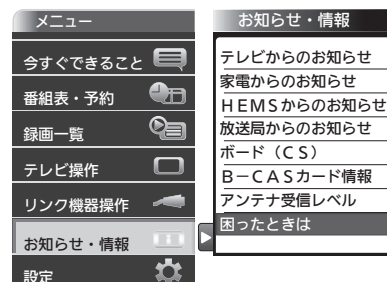 メニュー
今すぐできること
番組表・予約
録画一覧
テレビ操作
リンク機器操作
お知らせ・情報
設定
お知らせ・情報
テレビからのお知らせ
家電からのお知らせ
ＨＥＭＳからのお知らせ
放送局からのお知らせ
ボード（ＣＳ）
Ｂ－ＣＡＳカード情報
アンテナ受信レベル
困ったときは